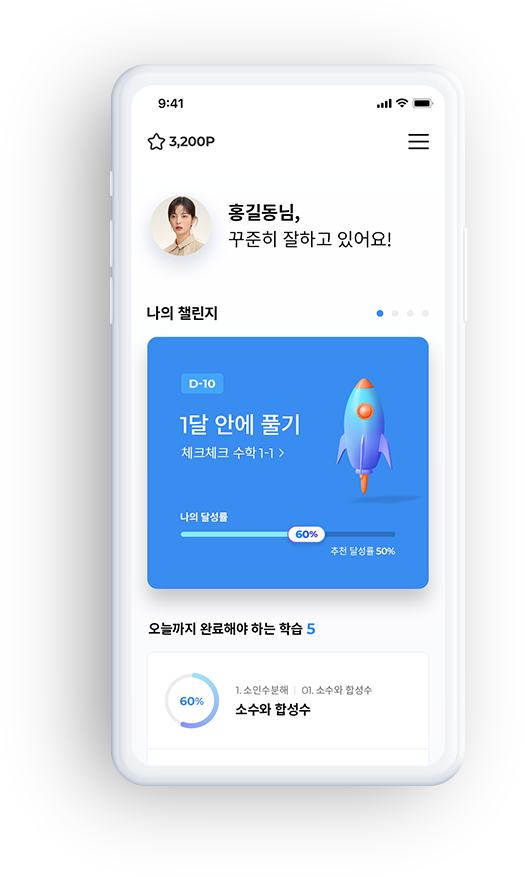 9:41
3,200P
홍길동님,
꾸준히 잘하고 있어요!
나의 챌린지
D-10
1달 안에 풀기
체크체크 수학 1-1 >
나의 달성률
60%
추천 달성률 50%
오늘까지 완료해야 하는 학습 5
60%
1. 소인수분해 | 01. 소수와 합성수
소수와 합성수